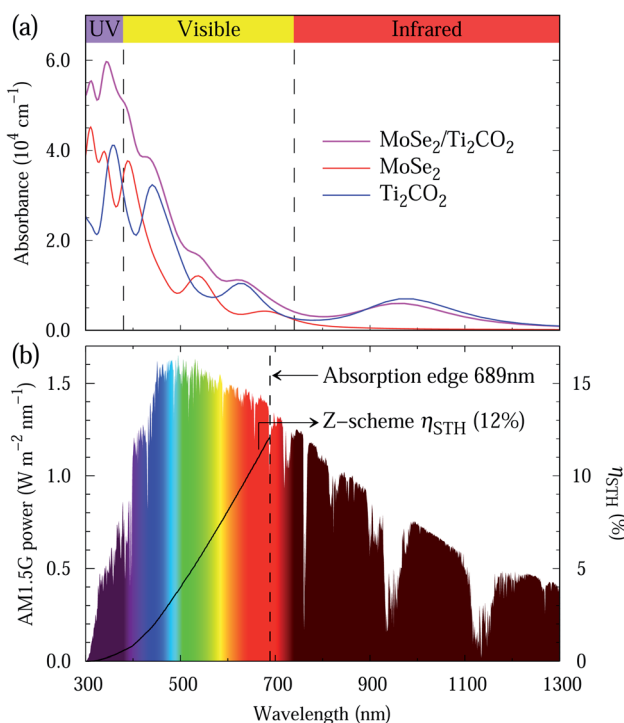 (a)
UV Visible Infrared
6.0
4.0
2.0
0.0
Absorbance (10⁴ cm⁻¹)
MoSe₂/Ti₂CO₂
MoSe₂
Ti₂CO₂
(b)
1.5
1.0
0.5
0.0
AM1.5G power (W m⁻² nm⁻¹)
Absorption edge 689nm
Z–scheme η_STH (12%)
15
10
5
0
η_STH (%)
300 500 700 900 1100 1300
Wavelength (nm)